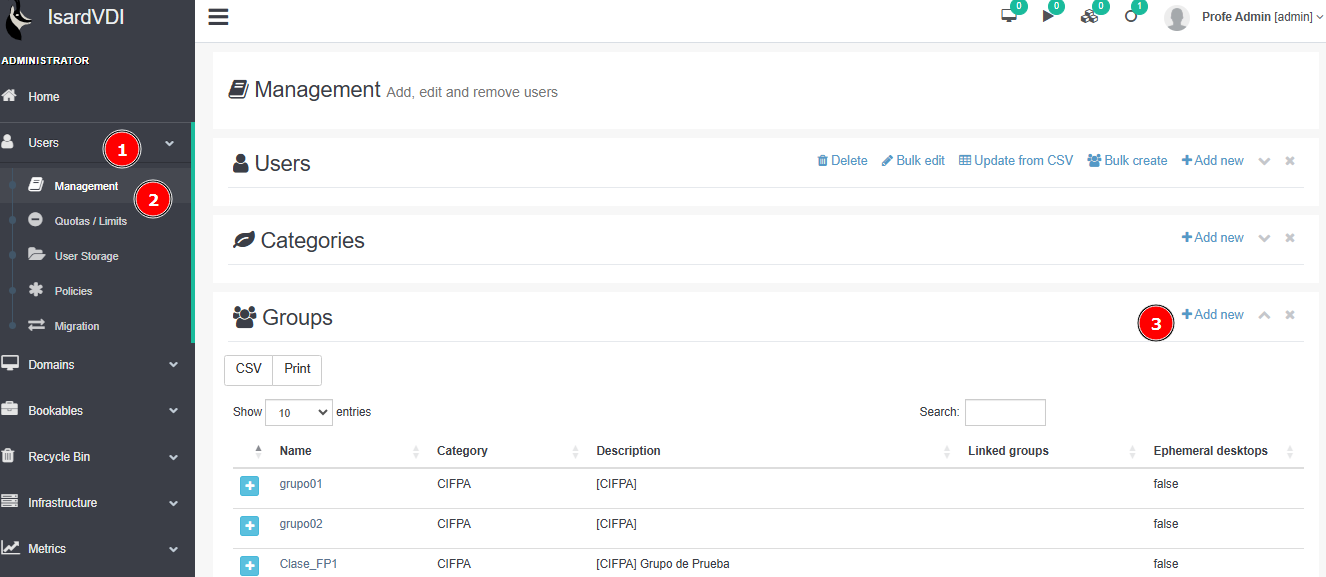 IsardVDI
0
0
0
1
Profe Admin [admin]
ADMINISTRATOR
Home
Users
1
Management
2
Quotas / Limits
User Storage
Policies
Migration
Domains
Bookables
Recycle Bin
Infrastructure
Metrics
Management Add, edit and remove users
Users
Delete Bulk edit Update from CSV Bulk create Add new
Categories
Add new
Groups
3
Add new
CSV Print
Show 10 entries
Search:
Name Category Description Linked groups Ephemeral desktops
grupo01 CIFPA [CIFPA] false
grupo02 CIFPA [CIFPA] false
Clase_FP1 CIFPA [CIFPA] Grupo de Prueba false